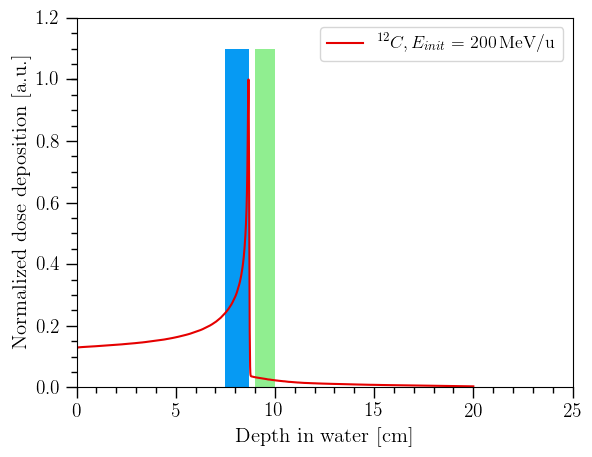 1.2
1.0
0.8
0.6
0.4
0.2
0.0
Normalized dose deposition [a.u.]
¹²C, E_init = 200 MeV/u
0 5 10 15 20 25
Depth in water [cm]